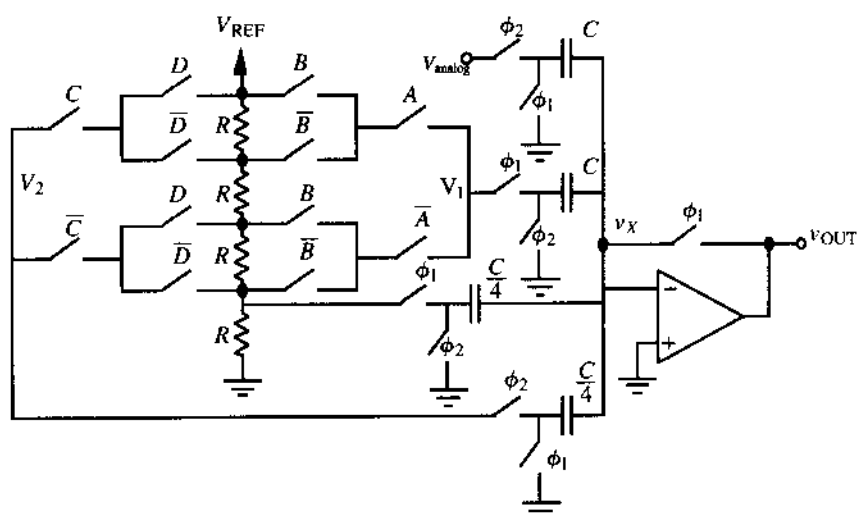 V_REF
ϕ₂
C
V_analog
D
B
C
A
ϕ₁
D̅
R
B̅
C
V₂
R
V₁
ϕ₁
D
B
A̅
ϕ₂
v_X
ϕ₁
v_OUT
C̅
D̅
R
B̅
ϕ₁
C/4
−
R
ϕ₂
+
ϕ₂
C/4
ϕ₁